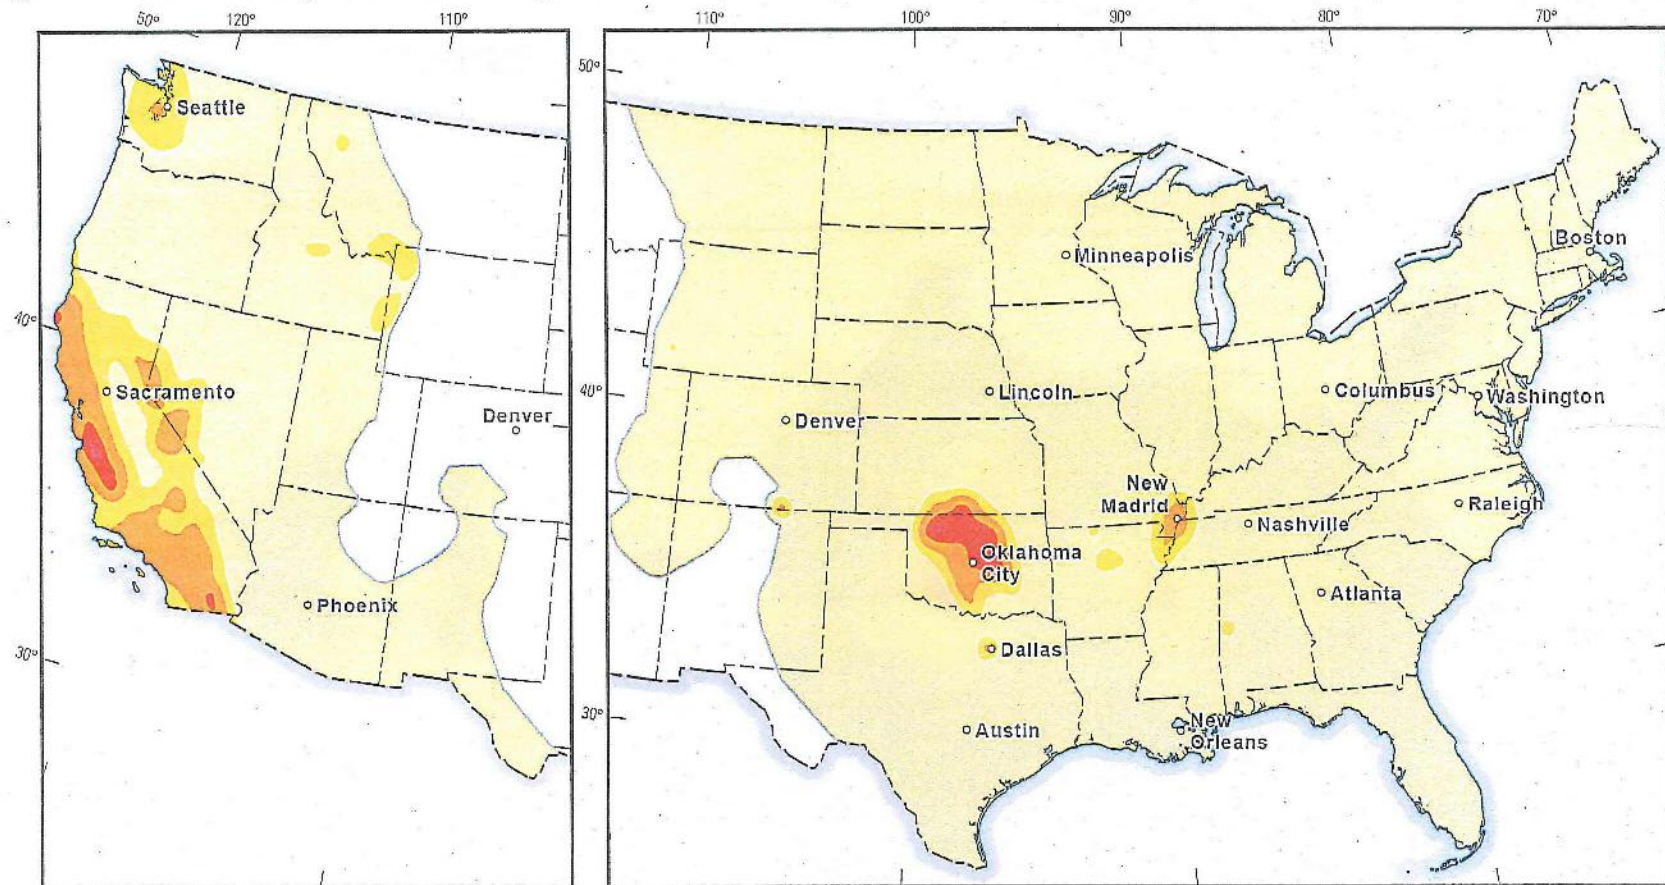 50° 120° 110°
110° 100° 90° 80° 70°
50°
Seattle
Boston
Minneapolis
40°
40°
Sacramento
Denver
Lincoln
Denver
Columbus
Washington
New
Madrid
Raleigh
Nashville
Oklahoma
City
Phoenix
Atlanta
30°
Dallas
30°
Austin
New
Orleans